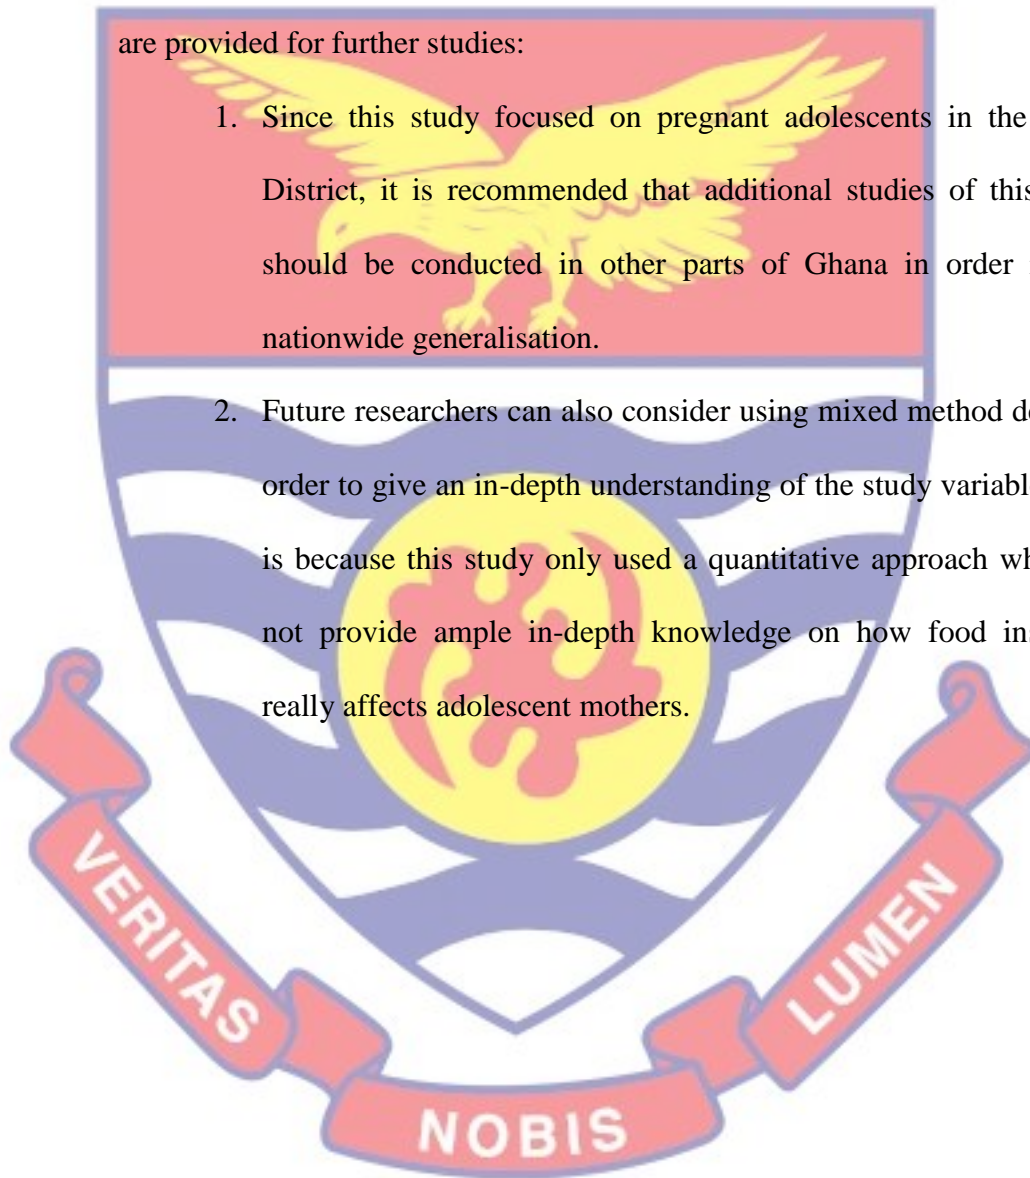 are provided for further studies:
1. Since this study focused on pregnant adolescents in the
District, it is recommended that additional studies of this
should be conducted in other parts of Ghana in order
nationwide generalisation.
2. Future researchers can also consider using mixed method
order to give an in-depth understanding of the study
is because this study only used a quantitative approach
not provide ample in-depth knowledge on how food
really affects adolescent mothers.
VERITAS
NOBIS
LUMEN